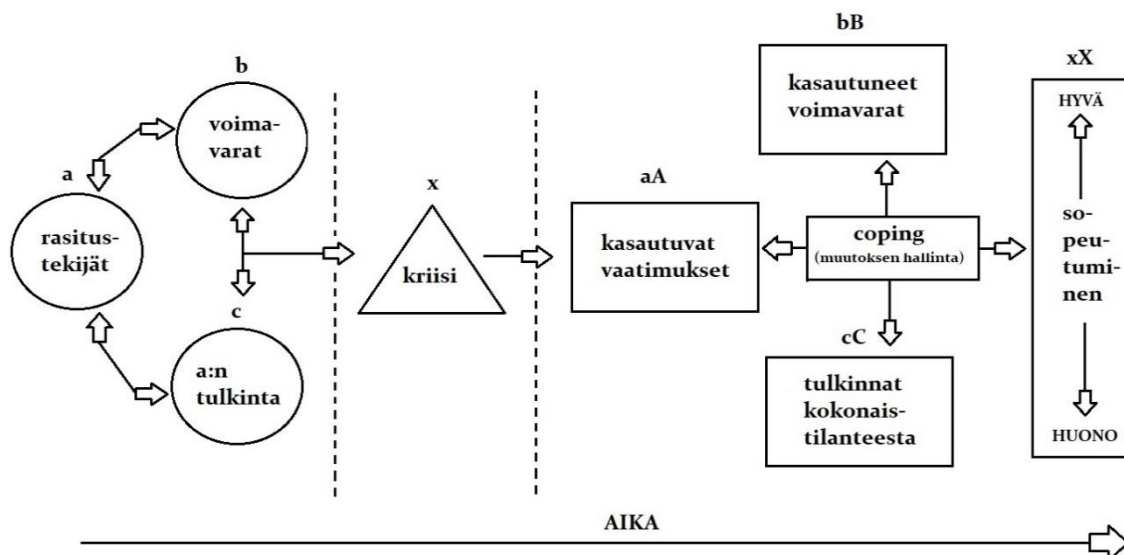 b
voima-
varat
a
rasitus-
tekijät
c
a:n
tulkinta
x
kriisi
aA
kasautuvat
vaatimukset
bB
kasautuneet
voimavarat
coping
(muutoksen hallinta)
cC
tulkinnat
kokonais-
tilanteesta
xX
HYVÄ
so-
peu-
tumi-
nen
HUONO
AIKA